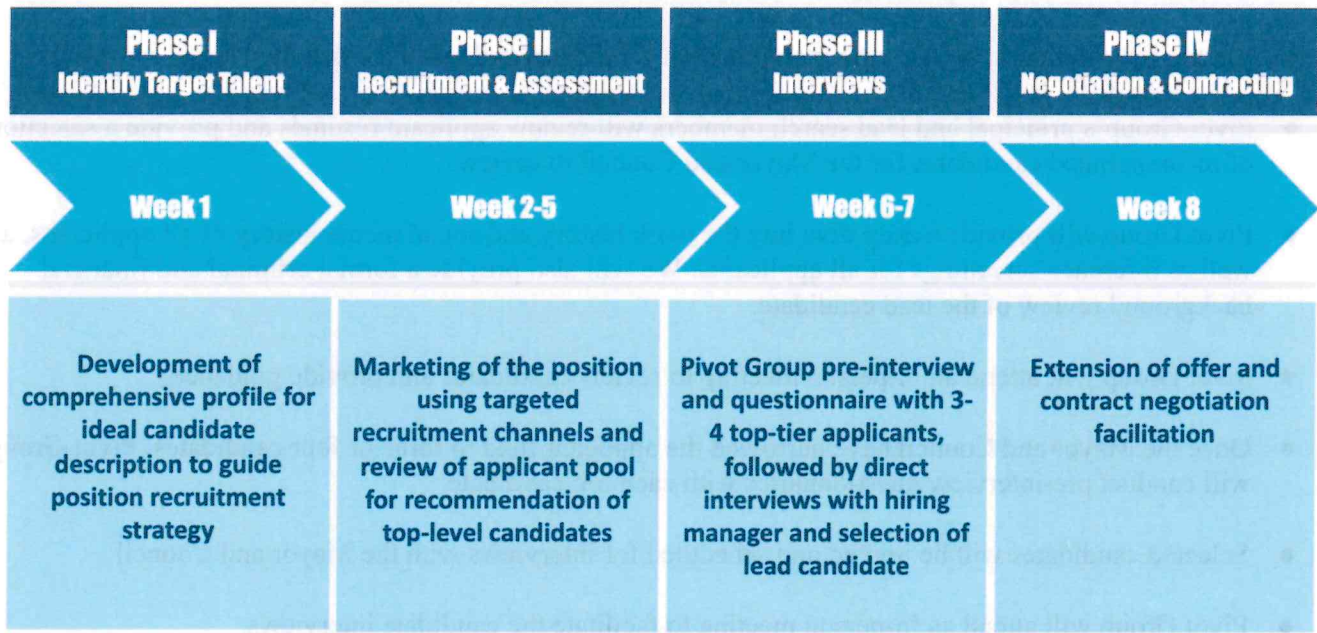 Phase I
Identify Target Talent
Phase II
Recruitment & Assessment
Phase III
Interviews
Phase IV
Negotiation & Contracting
Week 1
Week 2-5
Week 6-7
Week 8
Development of
comprehensive profile for
ideal candidate
description to guide
position recruitment
strategy
Marketing of the position
using targeted
recruitment channels and
review of applicant pool
for recommendation of
top-level candidates
Pivot Group pre-interview
and questionnaire with 3-
4 top-tier applicants,
followed by direct
interviews with hiring
manager and selection of
lead candidate
Extension of offer and
contract negotiation
facilitation